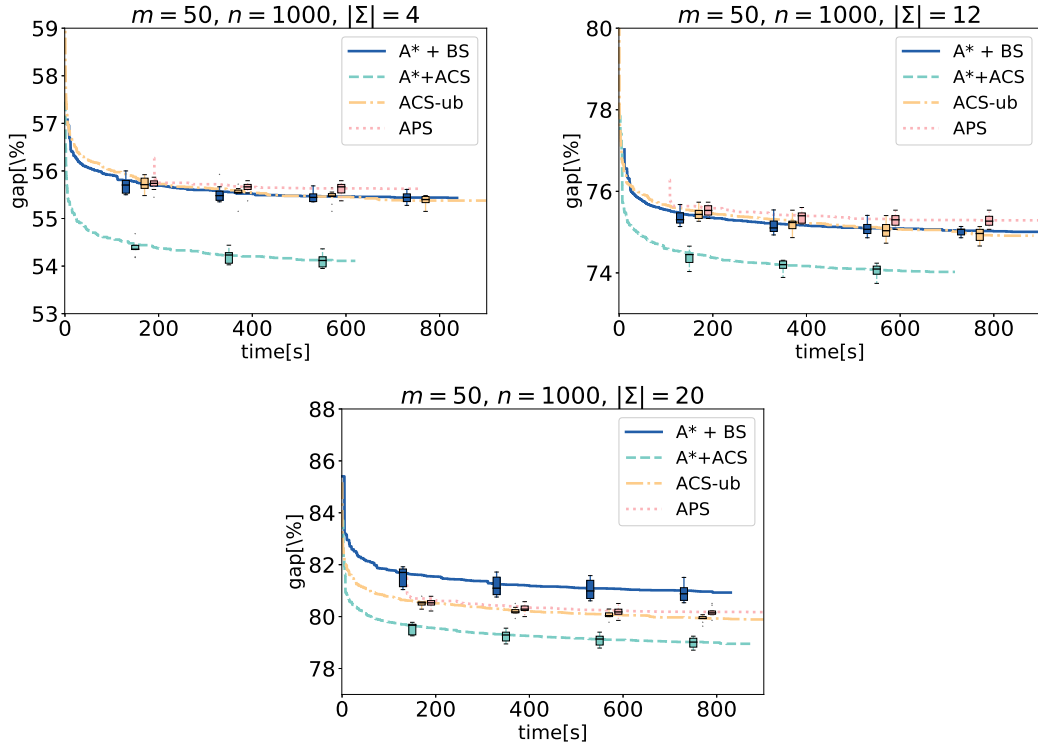 m = 50, n = 1000, |Σ| = 4
59
58
57
56
55
54
53
gap[\%]
0
200
400
600
800
time[s]
A* + BS
A*+ACS
ACS-ub
APS
m = 50, n = 1000, |Σ| = 12
80
78
76
74
gap[\%]
0
200
400
600
800
time[s]
A* + BS
A*+ACS
ACS-ub
APS
m = 50, n = 1000, |Σ| = 20
88
86
84
82
80
78
gap[\%]
0
200
400
600
800
time[s]
A* + BS
A*+ACS
ACS-ub
APS